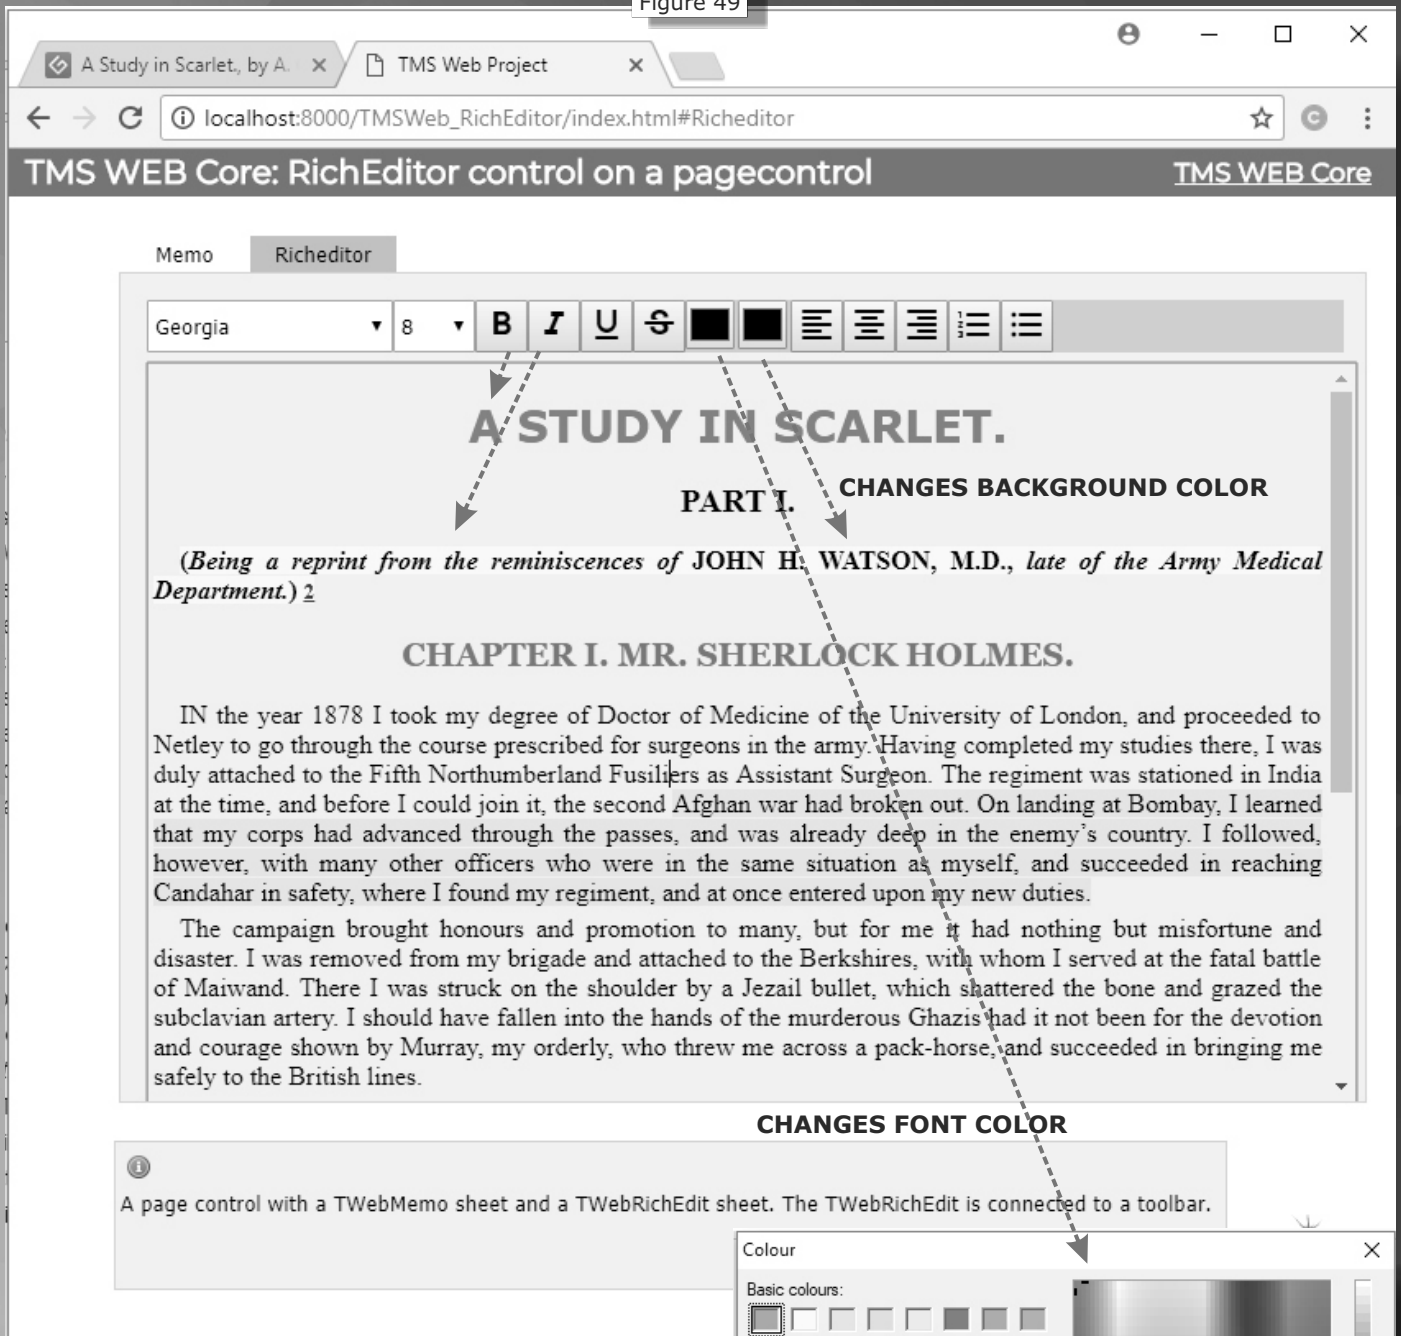 Figure 49
A Study in Scarlet., by A.
TMS Web Project
localhost:8000/TMSWeb_RichEditor/index.html#Richeditor
TMS WEB Core: RichEditor control on a pagecontrol
TMS WEB Core
Memo
Richeditor
Georgia
8
B I U S
A STUDY IN SCARLET.
CHANGES BACKGROUND COLOR
PART I.
(Being a reprint from the reminiscences of JOHN H. WATSON, M.D., late of the Army Medical
Department.) 2
CHAPTER I. MR. SHERLOCK HOLMES.
IN the year 1878 I took my degree of Doctor of Medicine of the University of London, and proceeded to
Netley to go through the course prescribed for surgeons in the army. Having completed my studies there, I was
duly attached to the Fifth Northumberland Fusiliers as Assistant Surgeon. The regiment was stationed in India
at the time, and before I could join it, the second Afghan war had broken out. On landing at Bombay, I learned
that my corps had advanced through the passes, and was already deep in the enemy’s country. I followed,
however, with many other officers who were in the same situation as myself, and succeeded in reaching
Candahar in safety, where I found my regiment, and at once entered upon my new duties.
The campaign brought honours and promotion to many, but for me it had nothing but misfortune and
disaster. I was removed from my brigade and attached to the Berkshires, with whom I served at the fatal battle
of Maiwand. There I was struck on the shoulder by a Jezail bullet, which shattered the bone and grazed the
subclavian artery. I should have fallen into the hands of the murderous Ghazis had it not been for the devotion
and courage shown by Murray, my orderly, who threw me across a pack-horse, and succeeded in bringing me
safely to the British lines.
CHANGES FONT COLOR
A page control with a TWebMemo sheet and a TWebRichEdit sheet. The TWebRichEdit is connected to a toolbar.
Colour
Basic colours: